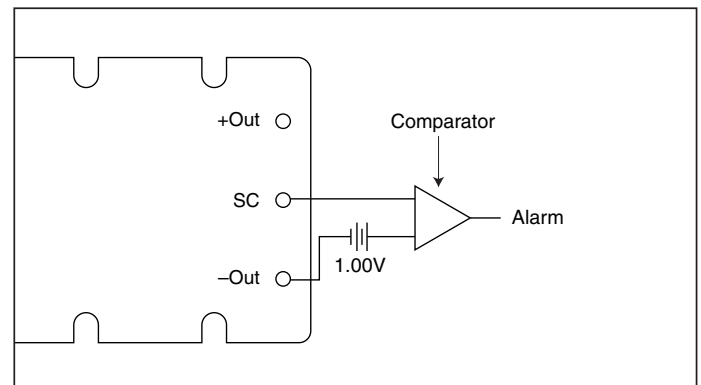 +Out
Comparator
SC
Alarm
–Out
1.00V